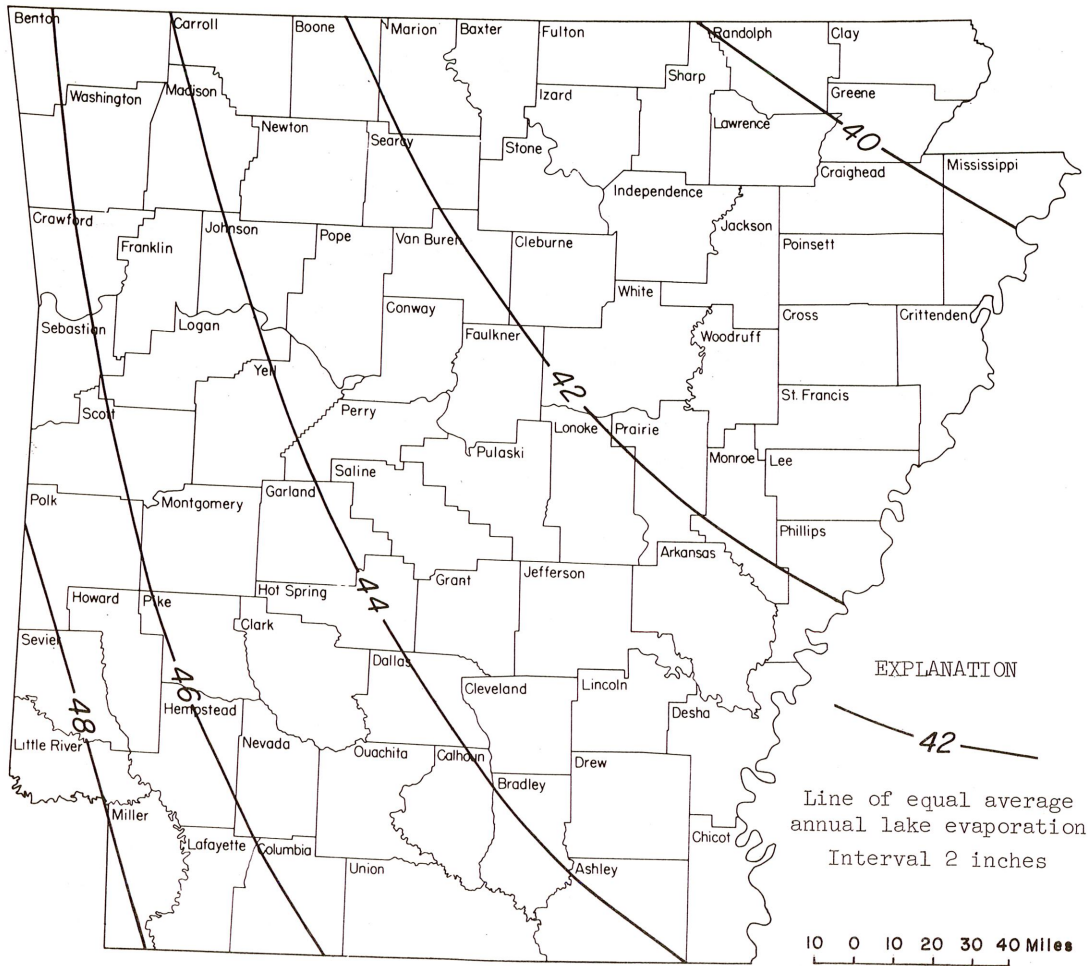 Benton
Carroll
Boone
Marion
Baxter
Fulton
Randolph
Clay
Sharp
Washington
Madison
Izard
Greene
Newton
Searcy
Stone
Lawrence
40
Craighead
Mississippi
Independence
Crawford
Franklin
Johnson
Pope
Van Buren
Cleburne
Jackson
Poinsett
White
Sebastian
Logan
Conway
Faulkner
Woodruff
Cross
Crittenden
Yell
42
St. Francis
Scott
Perry
Lonoke
Prairie
Pulaski
Monroe
Lee
Saline
Polk
Montgomery
Garland
Phillips
Arkansas
Grant
Jefferson
44
Howard
Pike
Hot Spring
Clark
Sevier
Dallas
EXPLANATION
46
Cleveland
Lincoln
48
Hempstead
Desha
Little River
Nevada
Ouachita
Calhoun
Drew
42
Bradley
Line of equal average
annual lake evaporation
Interval 2 inches
Miller
Chicot
Lafayette
Columbia
Union
Ashley
10 0 10 20 30 40 Miles